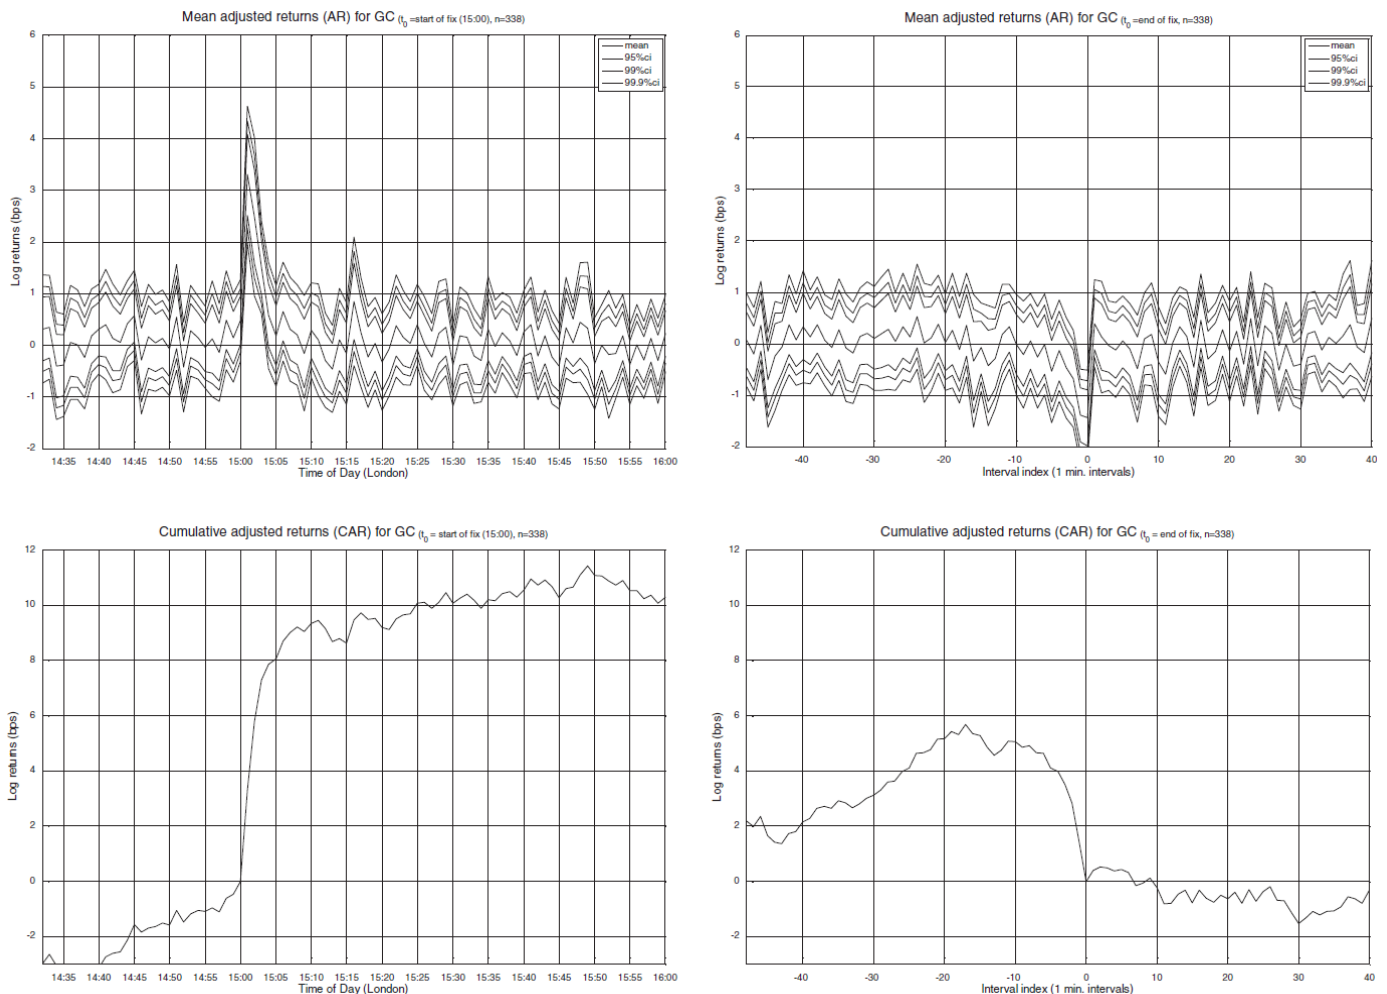 Mean adjusted returns (AR) for GC (t0 =start of fix (15:00), n=338)
6
5
4
3
2
1
0
-1
-2
Log returns (bps)
mean
95%ci
99%ci
99.9%ci
14:35 14:40 14:45 14:50 14:55 15:00 15:05 15:10 15:15 15:20 15:25 15:30 15:35 15:40 15:45 15:50 15:55 16:00
Time of Day (London)
Mean adjusted returns (AR) for GC (t0 =end of fix, n=338)
6
5
4
3
2
1
0
-1
-2
Log returns (bps)
mean
95%ci
99%ci
99.9%ci
-40 -30 -20 -10 0 10 20 30 40
Interval index (1 min. intervals)
Cumulative adjusted returns (CAR) for GC (t0 = start of fix (15:00), n=338)
12
10
8
6
4
2
0
-2
Log returns (bps)
14:35 14:40 14:45 14:50 14:55 15:00 15:05 15:10 15:15 15:20 15:25 15:30 15:35 15:40 15:45 15:50 15:55 16:00
Time of Day (London)
Cumulative adjusted returns (CAR) for GC (t0 = end of fix, n=338)
12
10
8
6
4
2
0
-2
Log returns (bps)
-40 -30 -20 -10 0 10 20 30 40
Interval index (1 min. intervals)